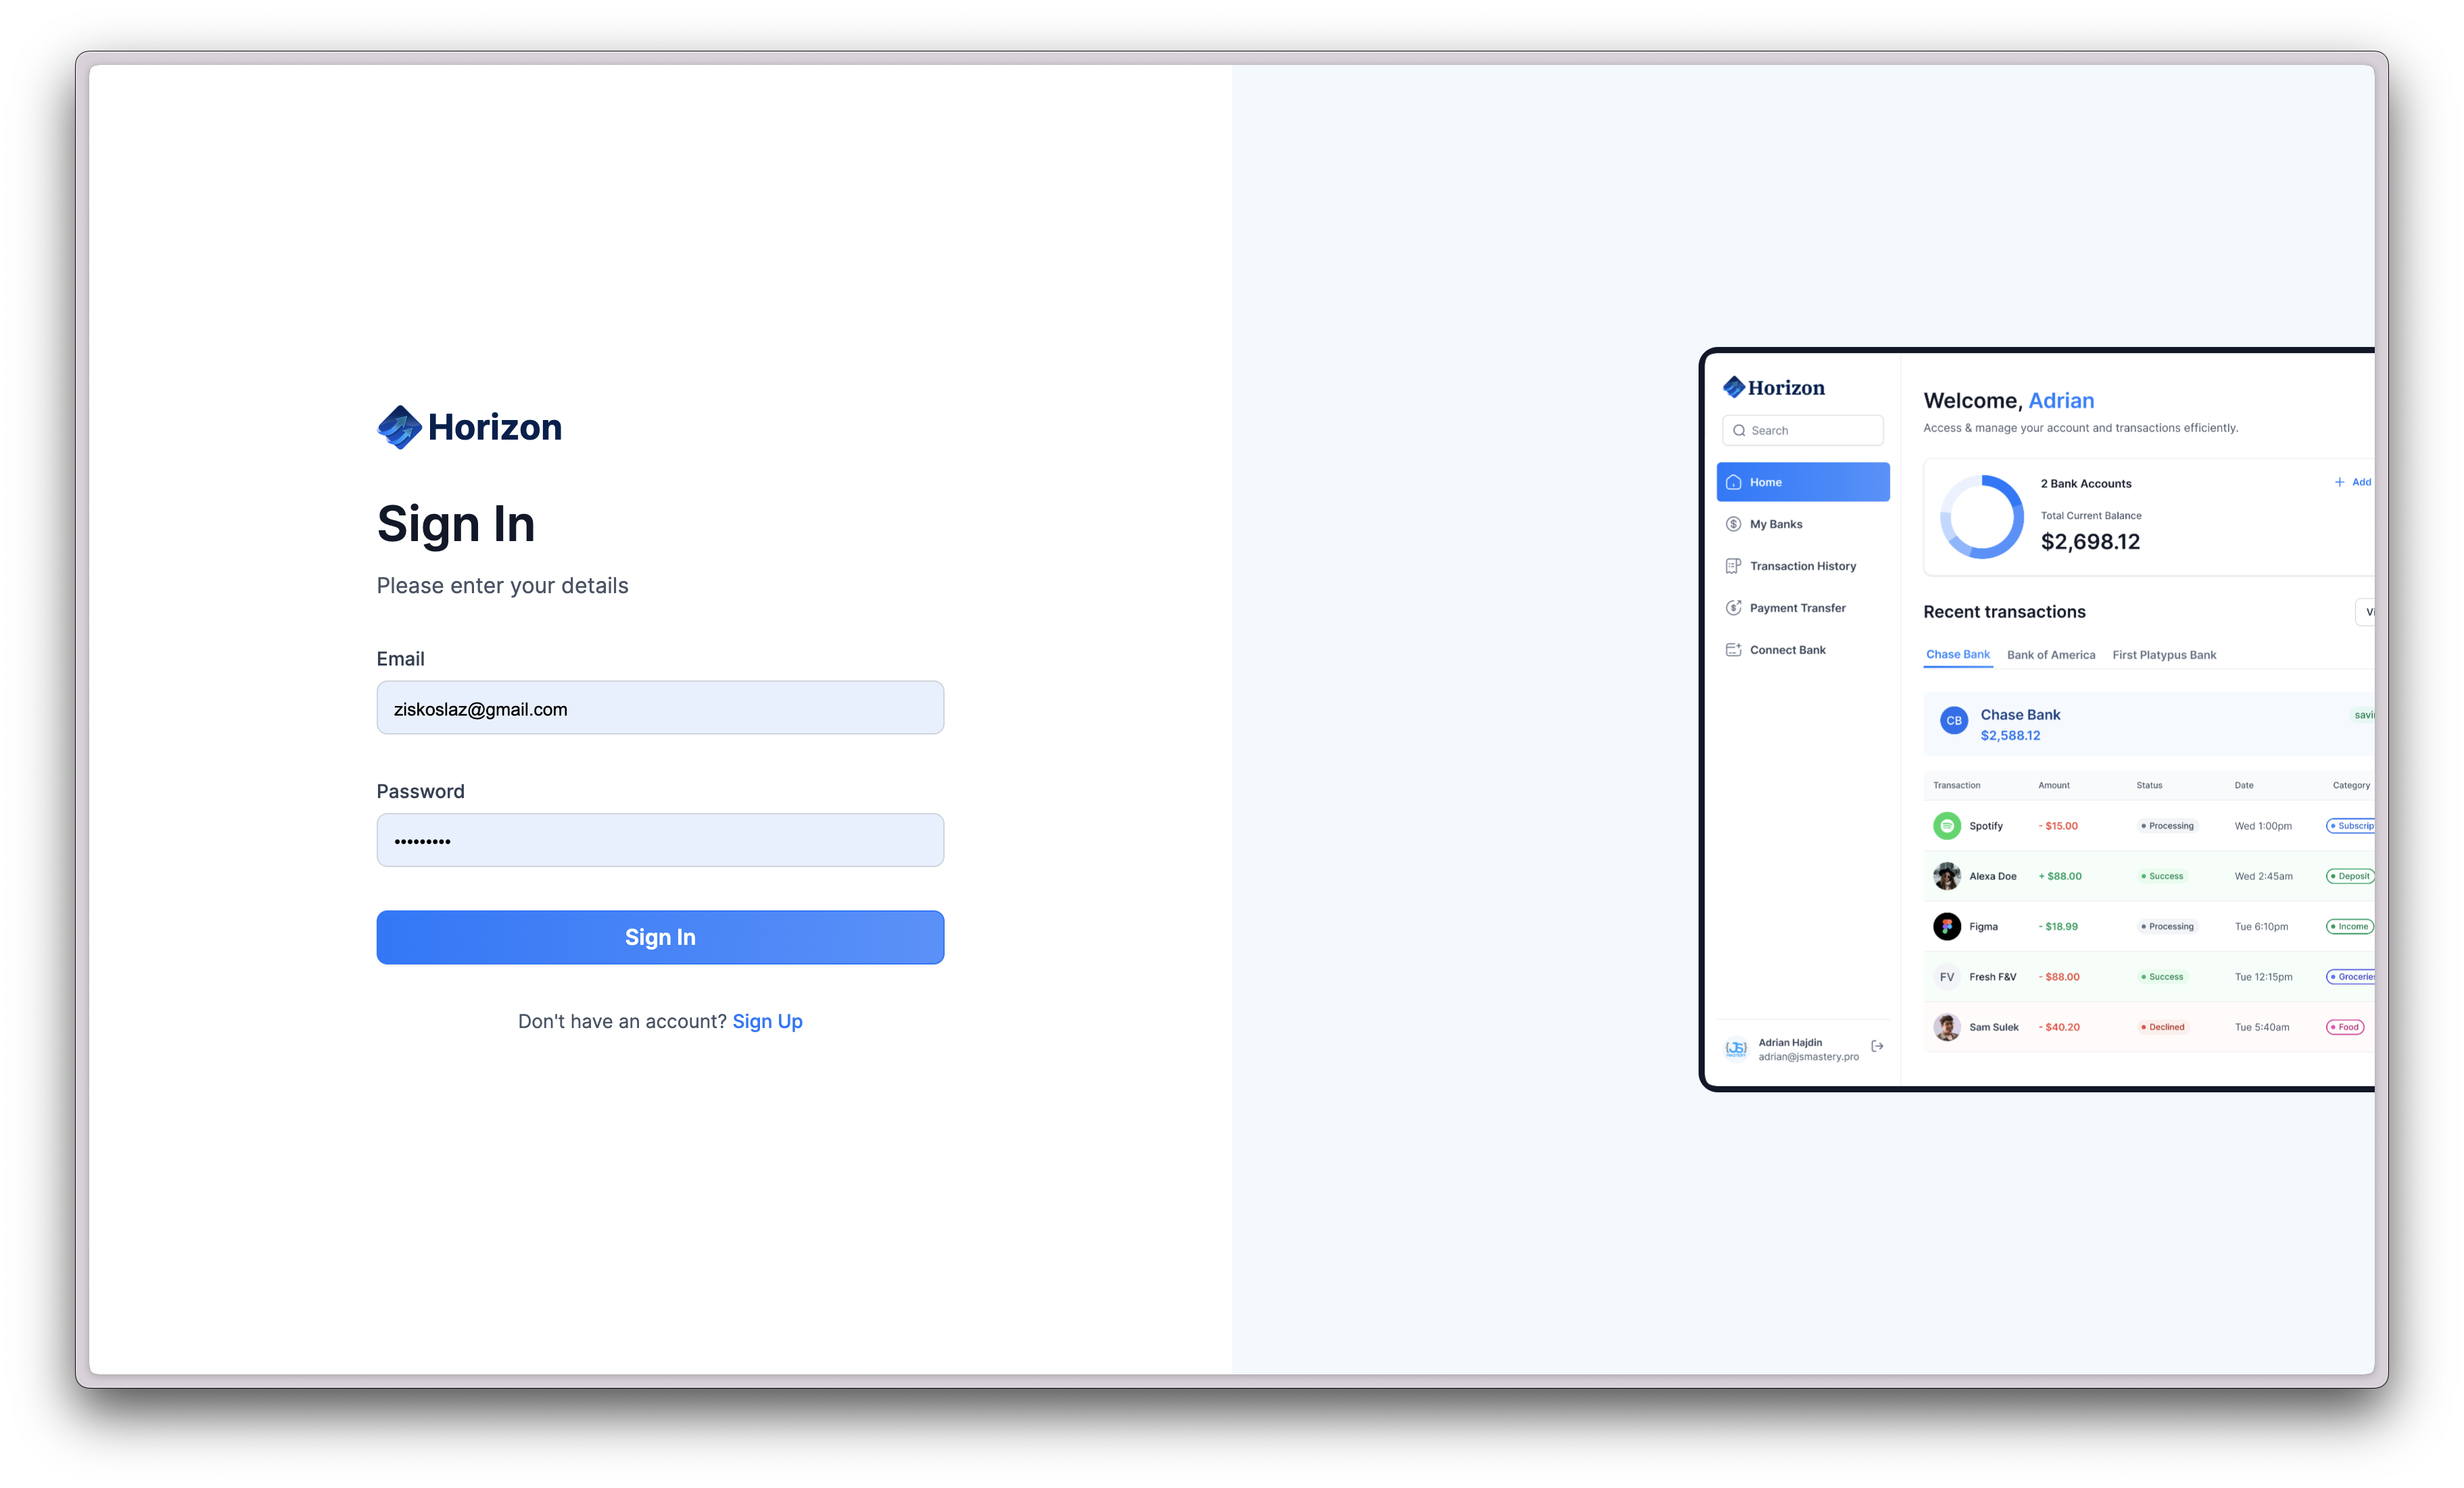 Horizon
Sign In
Please enter your details
Email
ziskoslaz@gmail.com
Password
•••••••••
Sign In
Don't have an account? Sign Up
Horizon
Search
Home
My Banks
Transaction History
Payment Transfer
Connect Bank
Adrian Hajdin
adrian@jsmastery.pro
Welcome, Adrian
Access & manage your account and transactions efficiently.
2 Bank Accounts
+ Add
Total Current Balance
$2,698.12
Recent transactions
Vi
Chase Bank Bank of America First Platypus Bank
CB Chase Bank savi
$2,588.12
Transaction Amount Status Date Category
Spotify - $15.00 Processing Wed 1:00pm Subscrip
Alexa Doe + $88.00 Success Wed 2:45am Deposit
Figma - $18.99 Processing Tue 6:10pm Income
FV Fresh F&V - $88.00 Success Tue 12:15pm Groceries
Sam Sulek - $40.20 Declined Tue 5:40am Food